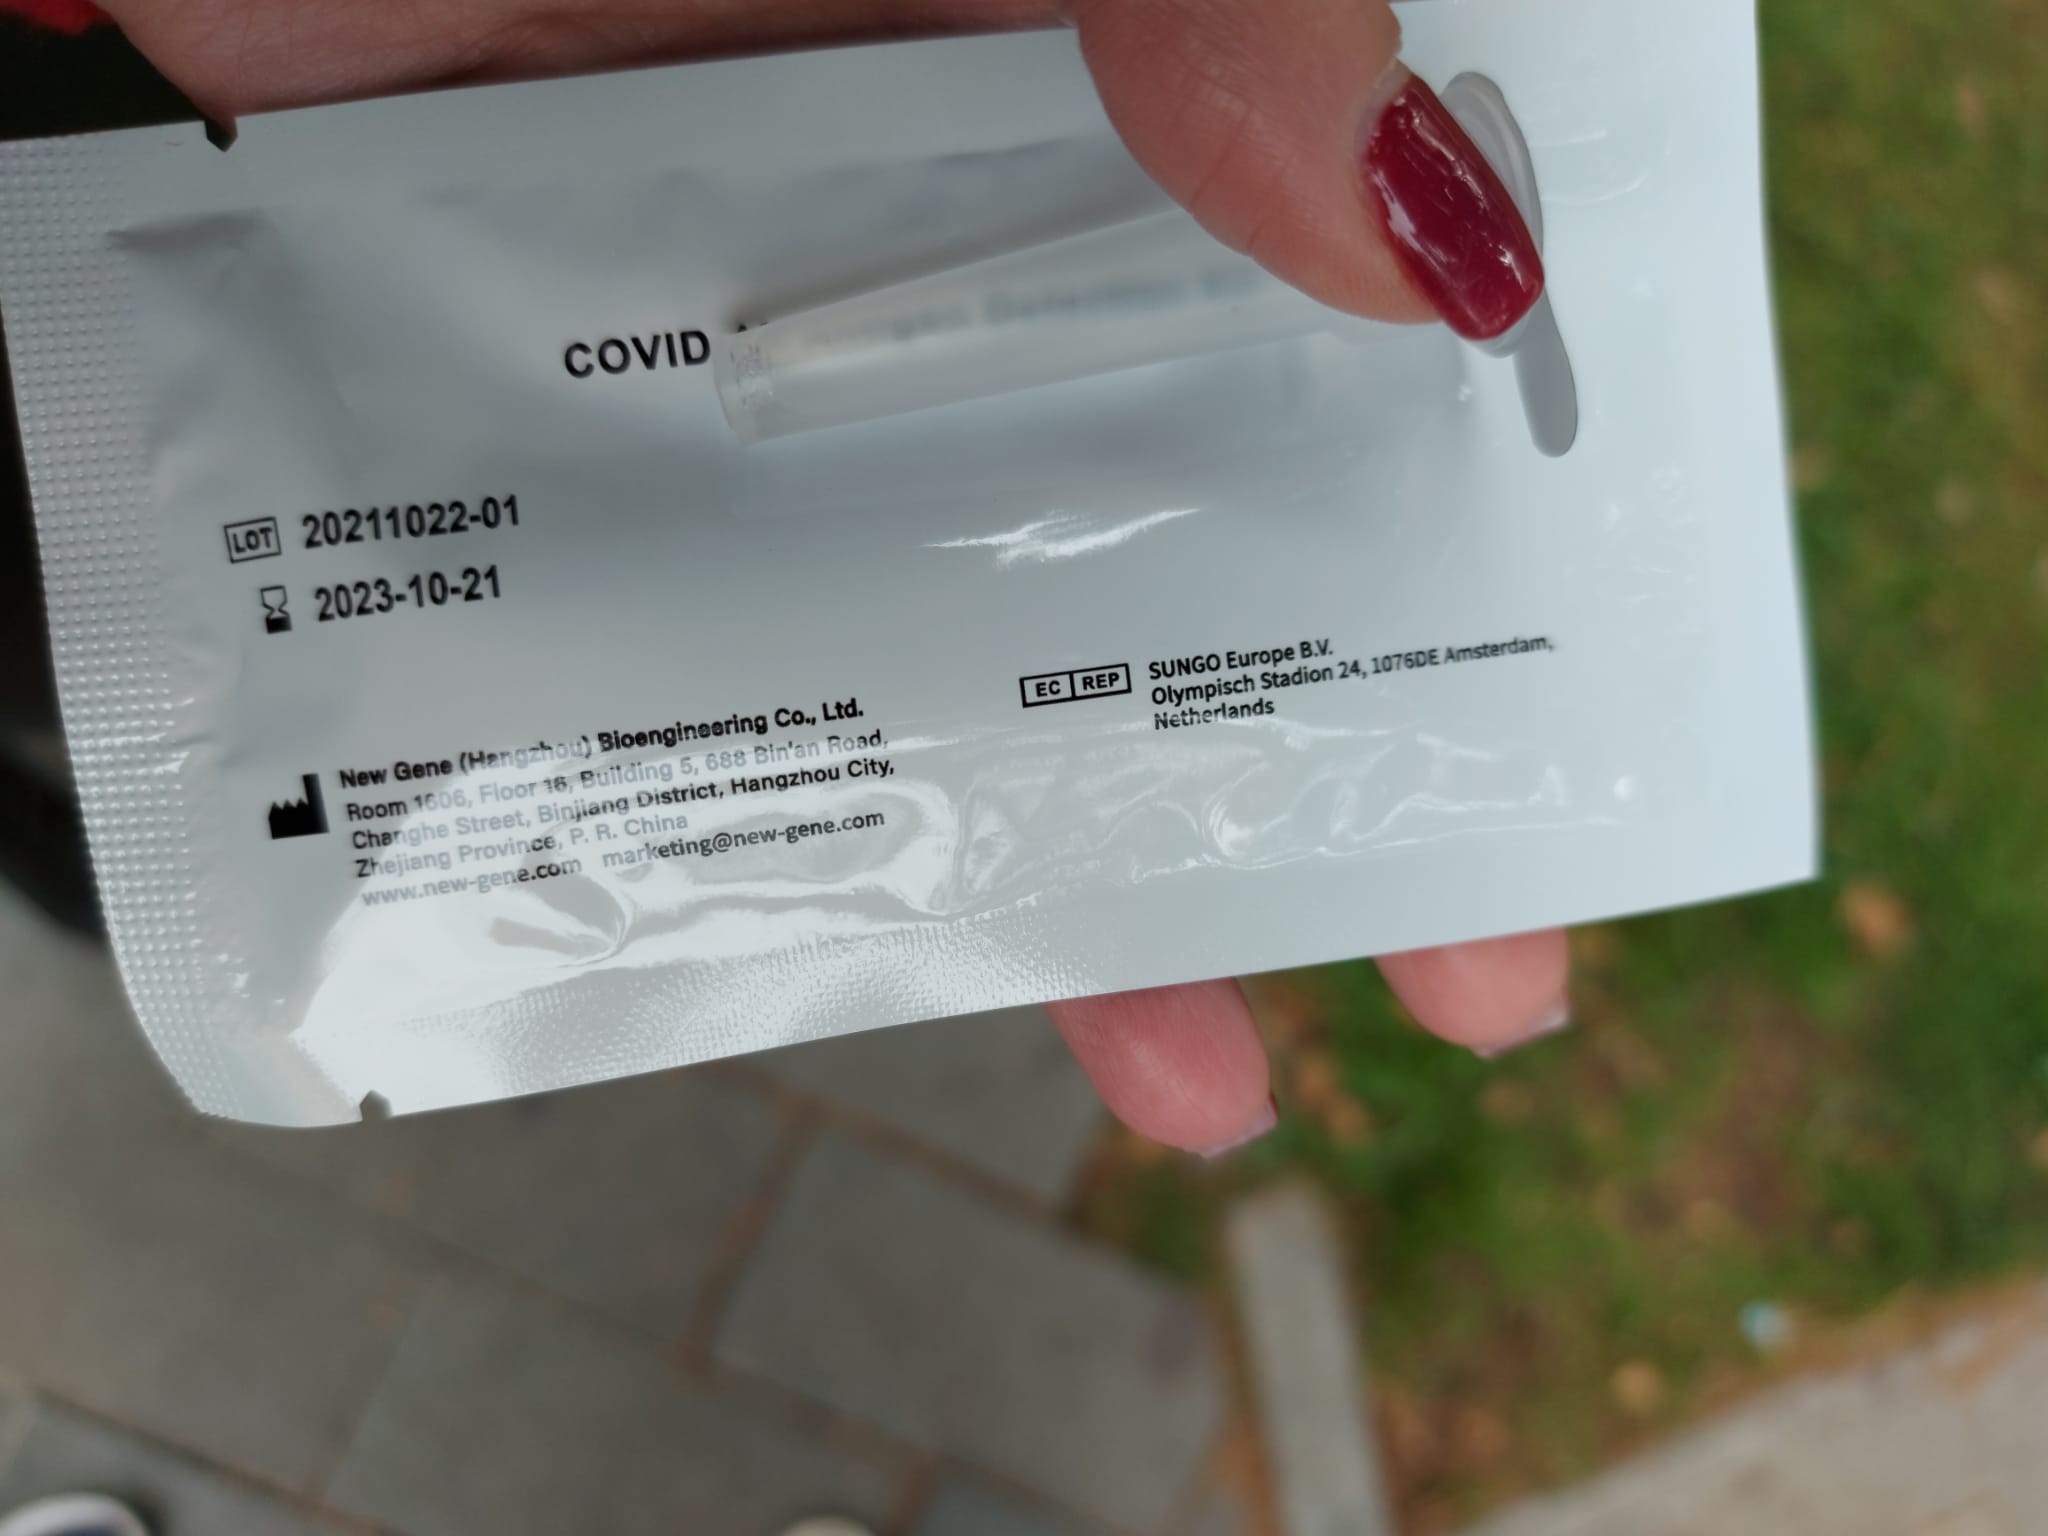 COVID Antigen Detection
LOT 20211022-01
2023-10-21
New Gene (Hangzhou) Bioengineering Co., Ltd.
Room 1606, Floor 16, Building 5, 688 Bin'an Road,
Changhe Street, Binjiang District, Hangzhou City,
Zhejiang Province, P. R. China
www.new-gene.com marketing@new-gene.com
EC REP
SUNGO Europe B.V.
Olympisch Stadion 24, 1076DE Amsterdam,
Netherlands